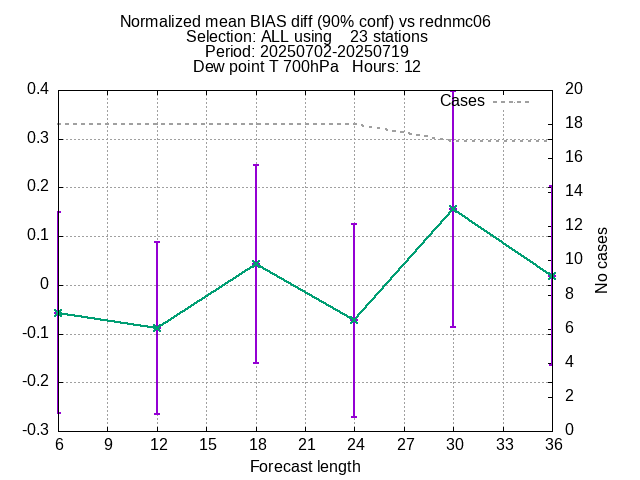 Normalized mean BIAS diff (90% conf) vs rednmc06
Selection: ALL using    23 stations
Period: 20250702-20250719
Dew point T 700hPa   Hours: 12
0.4
0.3
0.2
0.1
0
-0.1
-0.2
-0.3
Cases
20
18
16
14
12
10
8
6
4
2
0
No cases
6 9 12 15 18 21 24 27 30 33 36
Forecast length